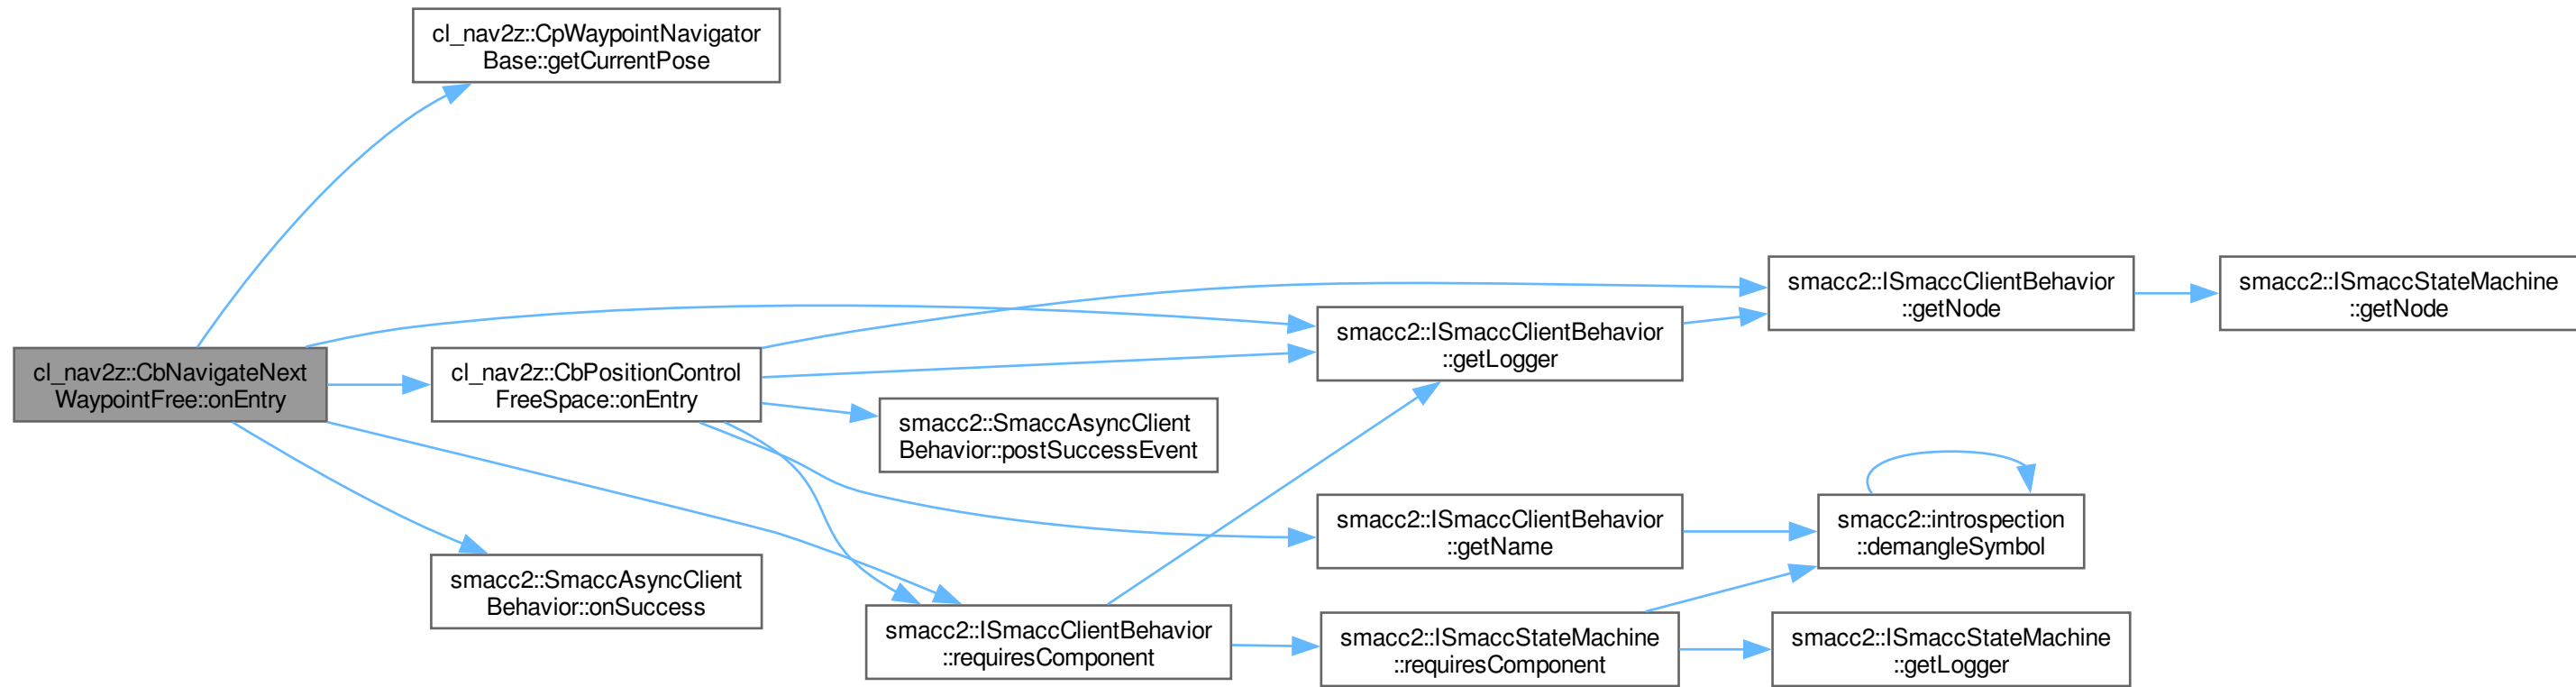 cl_nav2z::CpWaypointNavigator
Base::getCurrentPose
cl_nav2z::CbNavigateNext
WaypointFree::onEntry
cl_nav2z::CbPositionControl
FreeSpace::onEntry
smacc2::SmaccAsyncClient
Behavior::onSuccess
smacc2::SmaccAsyncClient
Behavior::postSuccessEvent
smacc2::ISmaccClientBehavior
::requiresComponent
smacc2::ISmaccClientBehavior
::getLogger
smacc2::ISmaccClientBehavior
::getName
smacc2::ISmaccStateMachine
::requiresComponent
smacc2::ISmaccClientBehavior
::getNode
smacc2::ISmaccStateMachine
::getNode
smacc2::introspection
::demangleSymbol
smacc2::ISmaccStateMachine
::getLogger